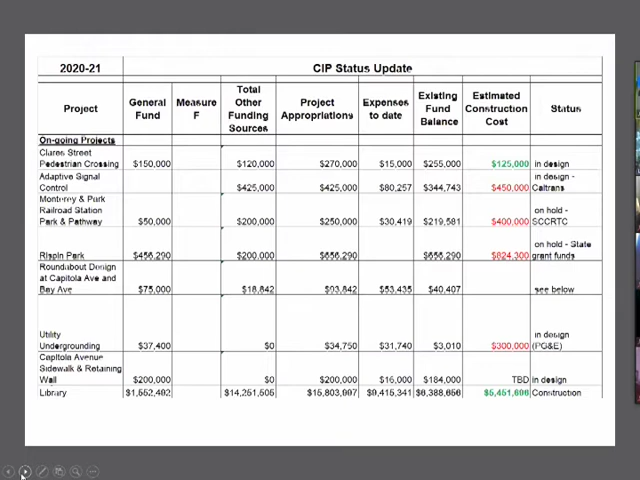 2020-21 CIP Status Update
Project General Fund Measure F Total Other Funding Sources Project Appropriations Expenses to date Existing Fund Balance Estimated Construction Cost Status
On-going Projects
Clares Street
Pedestrian Crossing $150,000 $120,000 $270,000 $15,000 $255,000 $125,000 in design
Adaptive Signal in design -
Control $425,000 $425,000 $80,257 $344,743 $450,000 Caltrans
Monterey & Park
Railroad Station on hold -
Park & Pathway $50,000 $200,000 $250,000 $30,419 $219,581 $400,000 SCCRTC
on hold - State
Rispin Park $456,290 $200,000 $656,290 $656,290 $824,300 grant funds
Roundabout Design
at Capitola Ave and
Bay Ave $75,000 $18,842 $93,842 $53,435 $40,407 see below
Utility in design
Undergrounding $37,400 $0 $34,750 $31,740 $3,010 $300,000 (PG&E)
Capitola Avenue
Sidewalk & Retaining
Wall $200,000 $0 $200,000 $16,000 $184,000 TBD in design
Library $1,552,492 $14,251,505 $15,803,997 $9,415,341 $6,388,656 $5,451,696 Construction